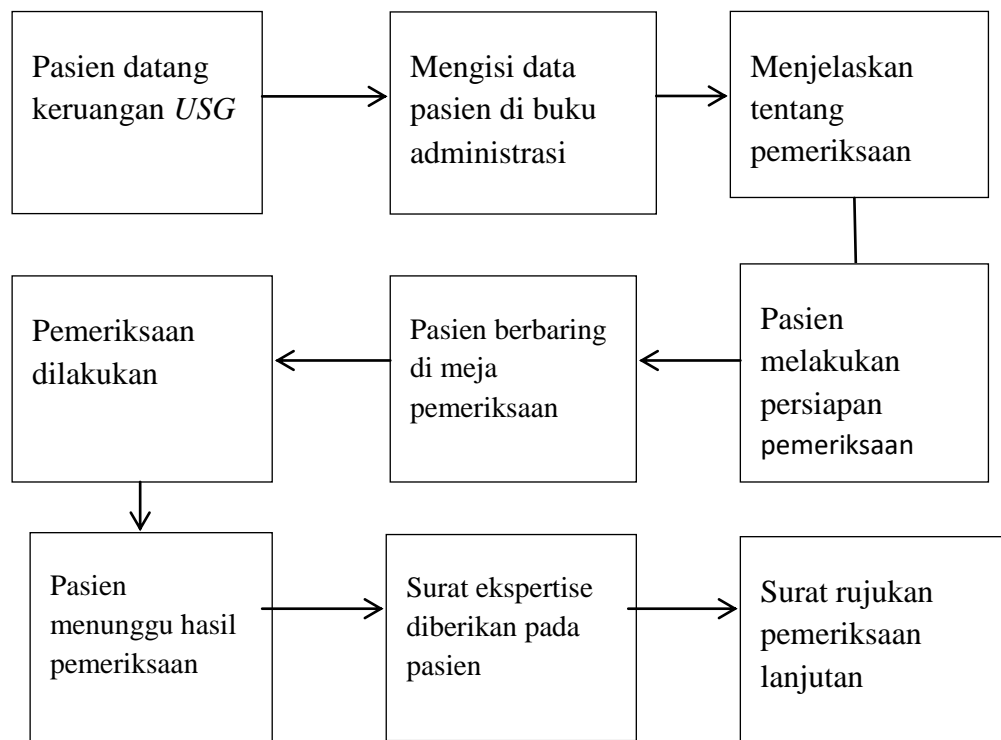 Pasien datang
keruangan USG
Mengisi data
pasien di buku
administrasi
Menjelaskan
tentang
pemeriksaan
Pasien
melakukan
persiapan
pemeriksaan
Pasien berbaring
di meja
pemeriksaan
Pemeriksaan
dilakukan
Pasien
menunggu hasil
pemeriksaan
Surat ekspertise
diberikan pada
pasien
Surat rujukan
pemeriksaan
lanjutan